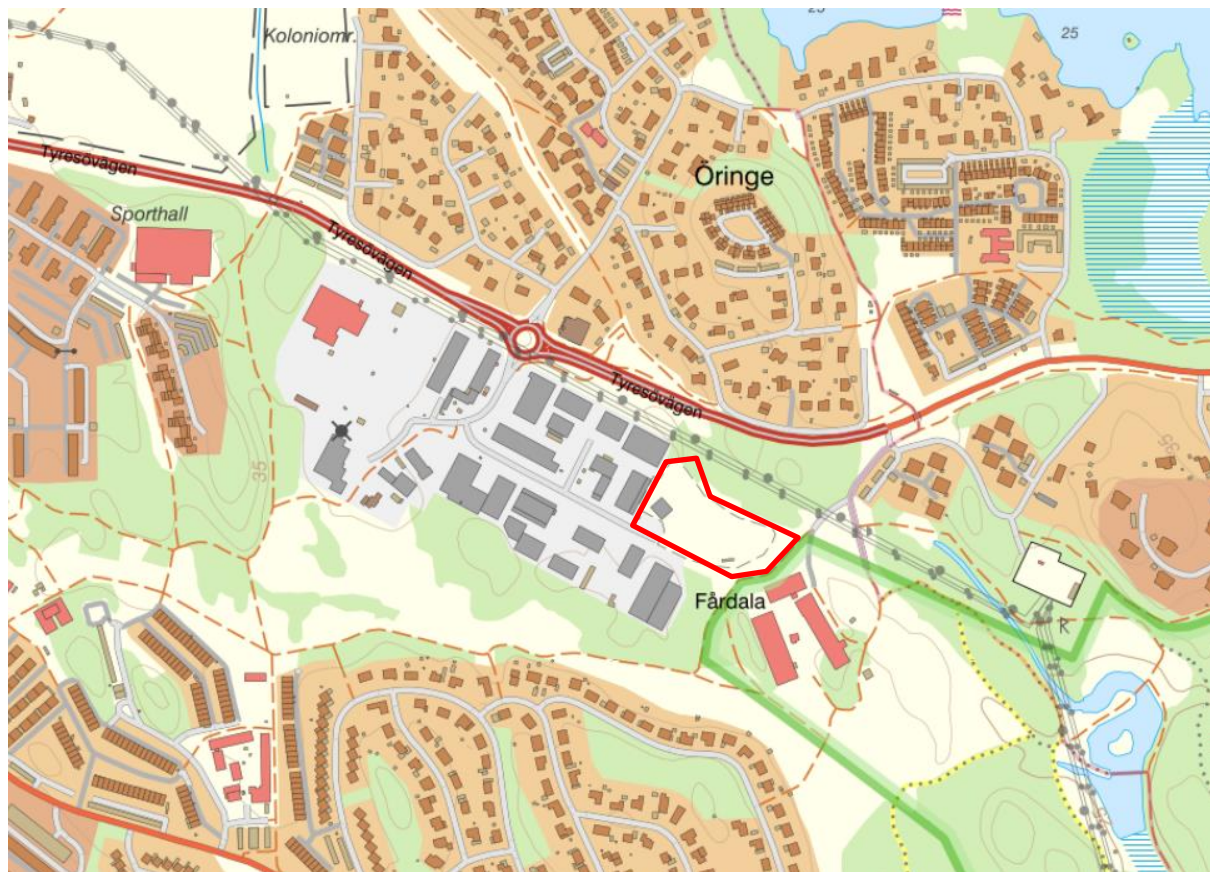 25
25
Koloniomr.
Tyresövägen
Öringe
Sporthall
Tyresövägen
Tyresövägen
35
35
Fårdala